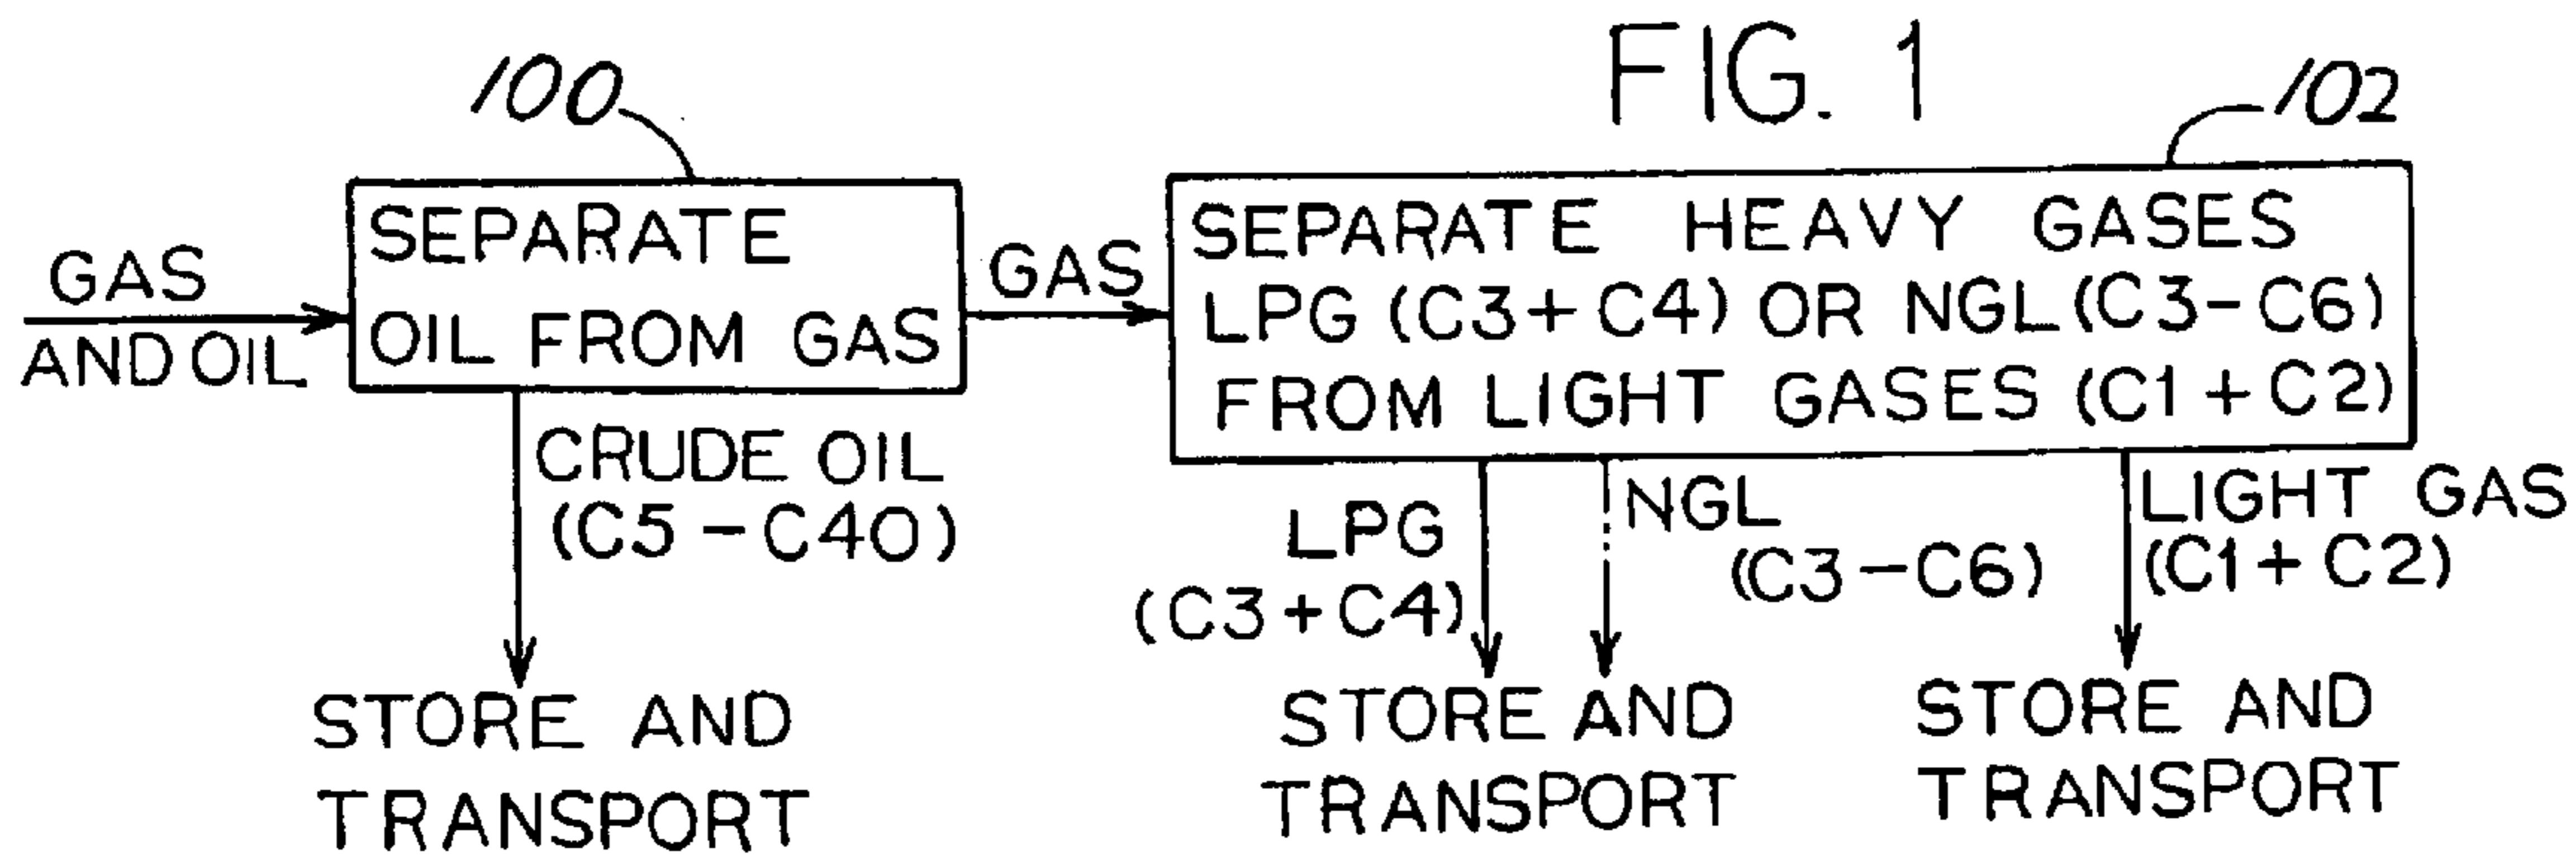 FIG. 1
100
102
GAS
AND OIL
SEPARATE
OIL FROM GAS
GAS
SEPARATE HEAVY GASES
LPG (C3+C4) OR NGL (C3-C6)
FROM LIGHT GASES (C1+C2)
CRUDE OIL
(C5-C40)
LPG
(C3+C4)
NGL
(C3-C6)
LIGHT GAS
(C1+C2)
STORE AND
TRANSPORT
STORE AND
TRANSPORT
STORE AND
TRANSPORT